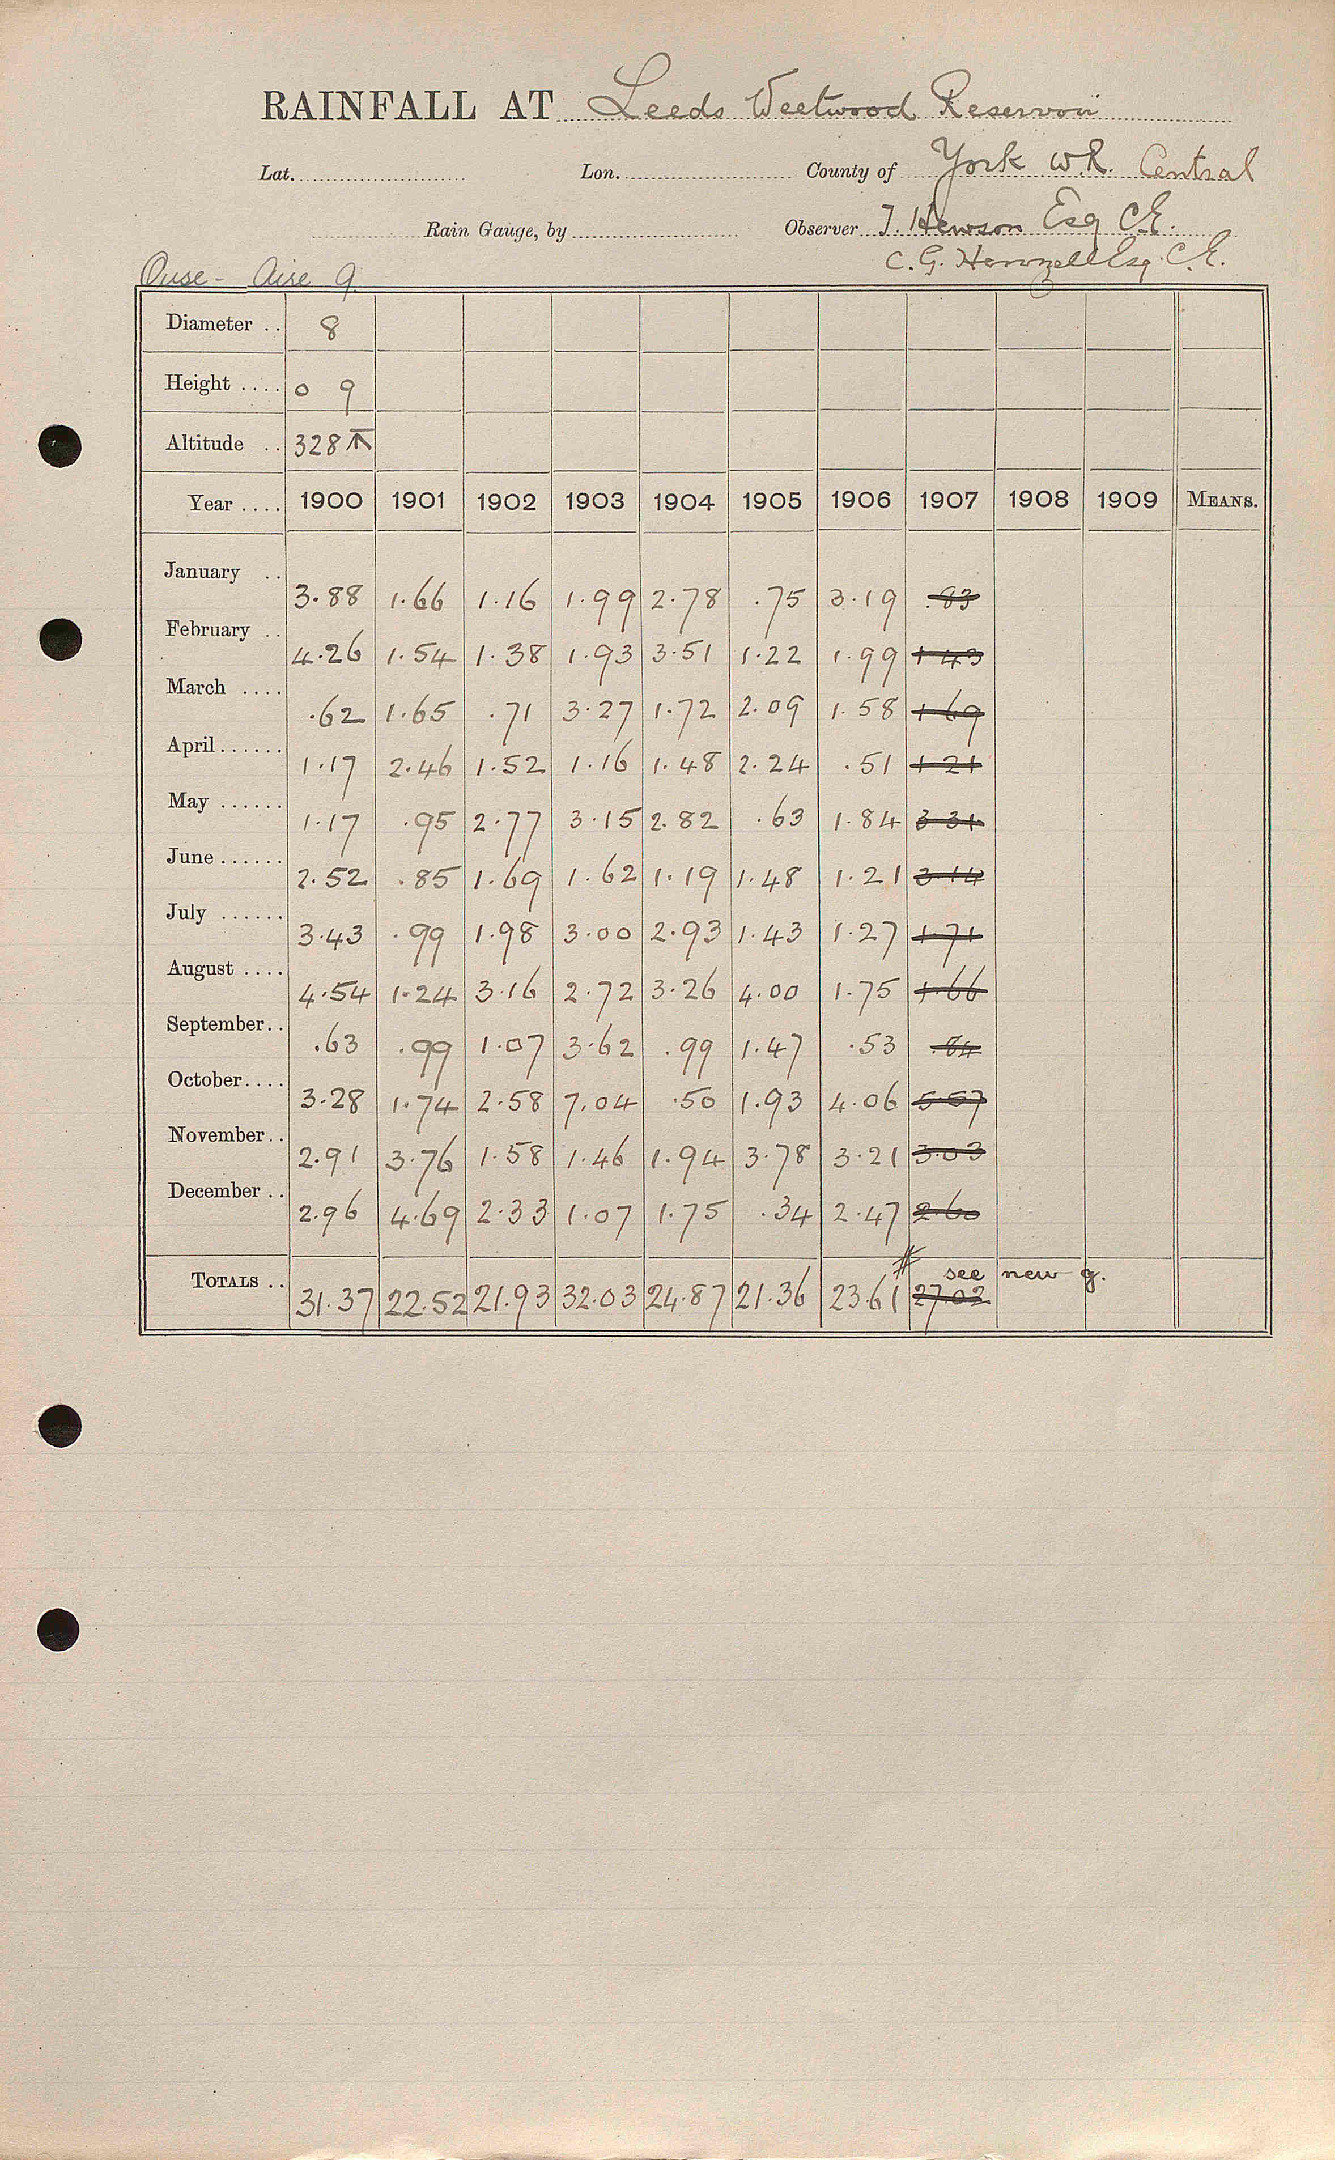 RAINFALL AT Leeds Weetwood Reservoir
Lat. Lon. County of York W.R. Central
Rain Gauge, by Observer T. Hewson Esq C.E.
C. G. Henzell Esq. C.E.
Ouse - Aire 9
Diameter .. 8
Height .... 0 9
Altitude .. 328
Year .... 1900 1901 1902 1903 1904 1905 1906 1907 1908 1909 MEANS.
January .. 3.88 1.66 1.16 1.99 2.78 .75 3.19 .83
February .. 4.26 1.54 1.38 1.93 3.51 1.22 1.99 1.43
March .... .62 1.65 .71 3.27 1.72 2.09 1.58 1.69
April ...... 1.17 2.46 1.52 1.16 1.48 2.24 .51 1.21
May ...... 1.17 .95 2.77 3.15 2.82 .63 1.84 3.31
June ...... 2.52 .85 1.69 1.62 1.19 1.48 1.21 3.14
July ...... 3.43 .99 1.98 3.00 2.93 1.43 1.27 1.71
August .... 4.54 1.24 3.16 2.72 3.26 4.00 1.75 1.66
September.. .63 .99 1.07 3.62 .99 1.47 .53 .84
October.... 3.28 1.74 2.58 7.04 .50 1.93 4.06 5.57
November.. 2.91 3.76 1.58 1.46 1.94 3.78 3.21 3.03
December .. 2.96 4.69 2.33 1.07 1.75 .34 2.47 2.60
see new g.
TOTALS .. 31.37 22.52 21.93 32.03 24.87 21.36 23.61 27.02